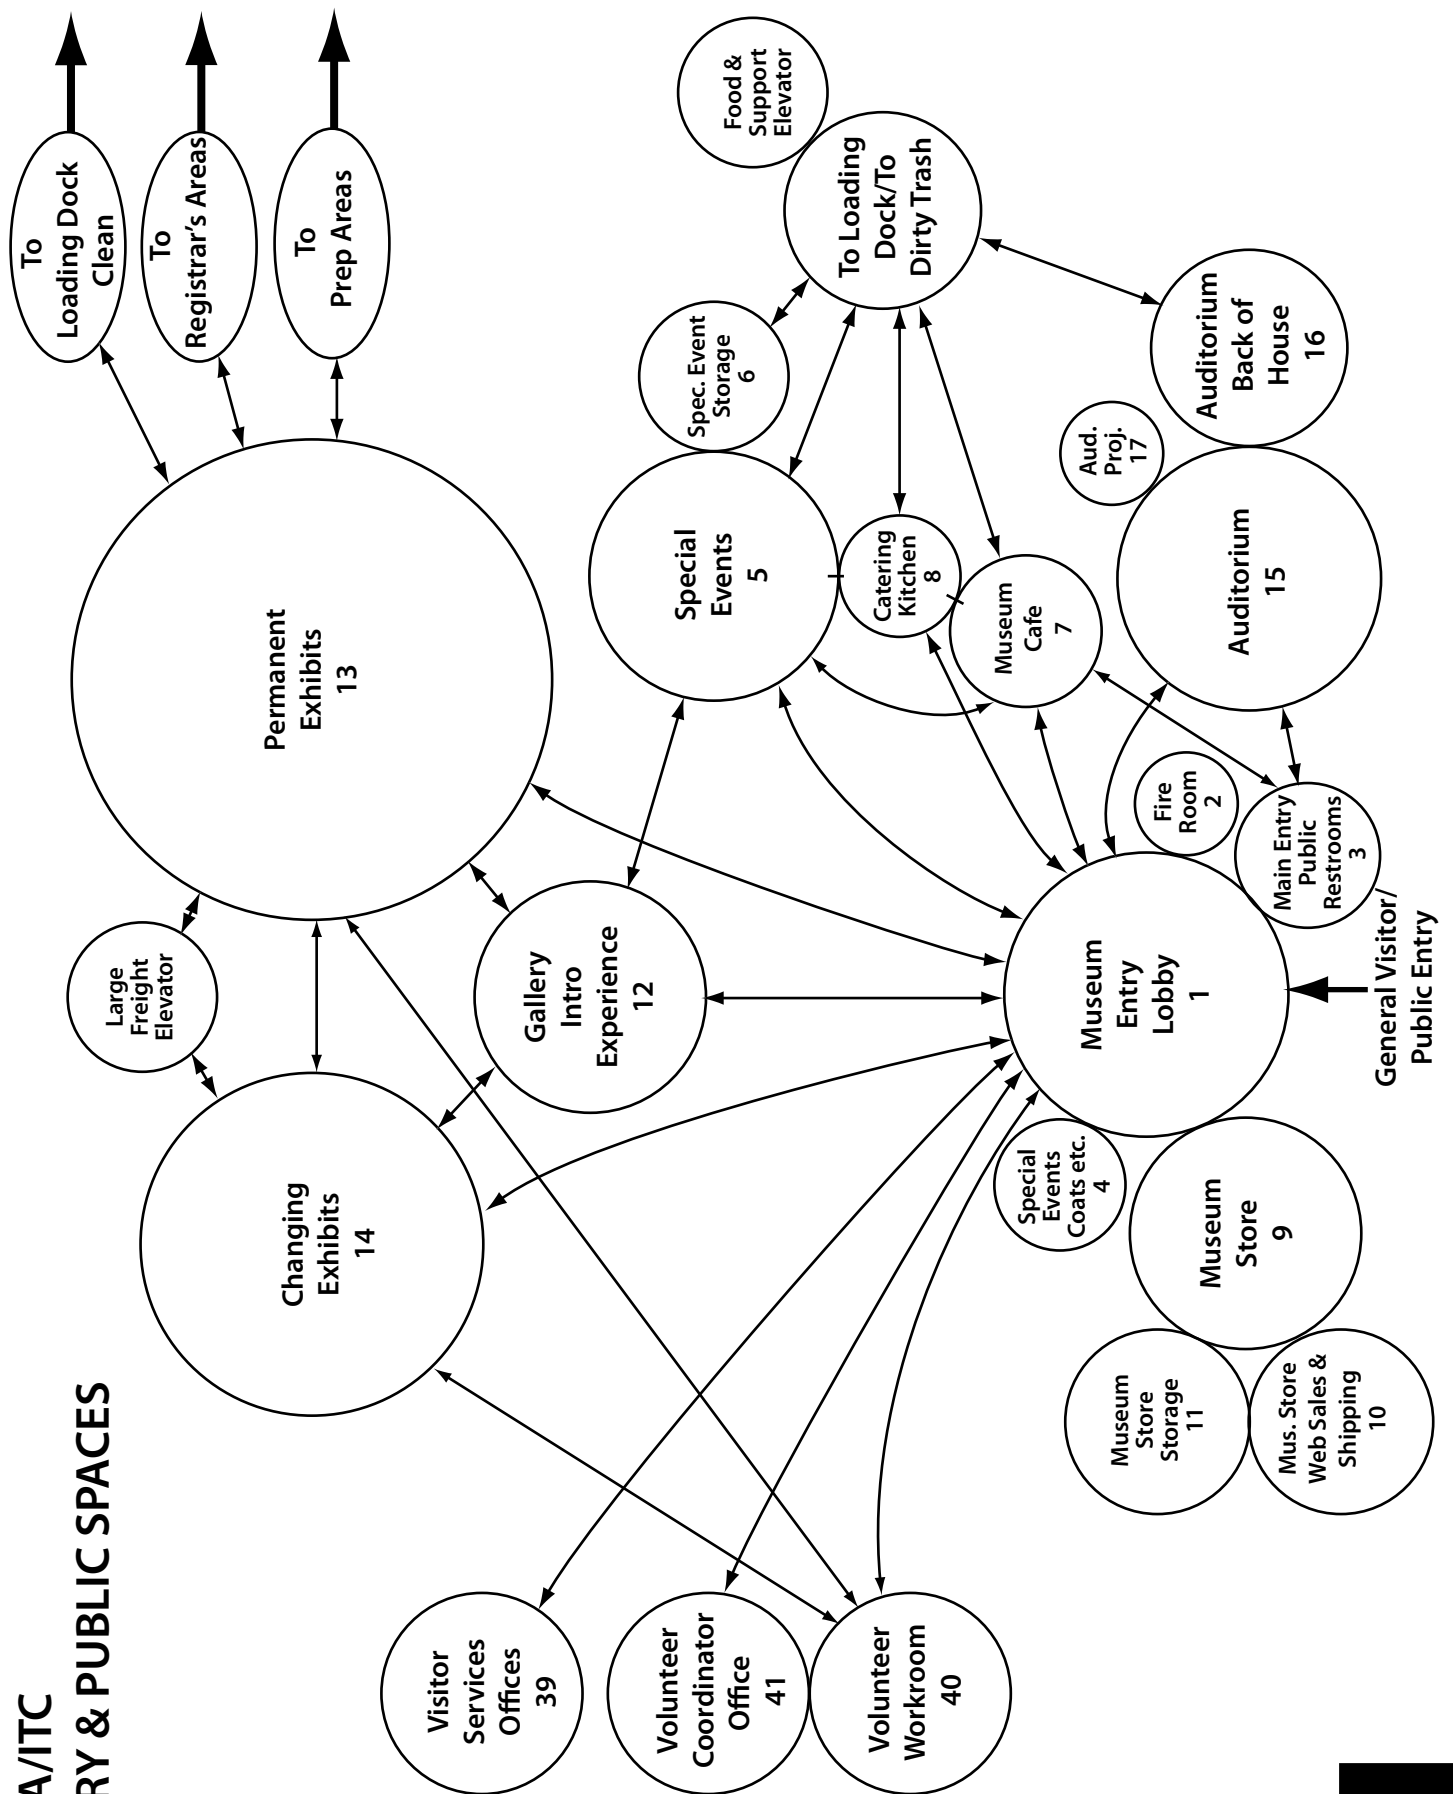 A/ITC
RY & PUBLIC SPACES
To
Loading Dock
Clean
To
Registrar's Areas
To
Prep Areas
Food &
Support
Elevator
To Loading
Dock/To
Dirty Trash
Permanent
Exhibits
13
Spec. Event
Storage
6
Special
Events
5
Catering
Kitchen
8
Museum
Cafe
7
Aud.
Proj.
17
Auditorium
Back of
House
16
Auditorium
15
Large
Freight
Elevator
Gallery
Intro
Experience
12
Fire
Room
2
Main Entry
Public
Restrooms
3
Museum
Entry
Lobby
1
General Visitor/
Public Entry
Changing
Exhibits
14
Special
Events
Coats etc.
4
Museum
Store
9
Museum
Store
Storage
11
Mus. Store
Web Sales &
Shipping
10
Visitor
Services
Offices
39
Volunteer
Coordinator
Office
41
Volunteer
Workroom
40